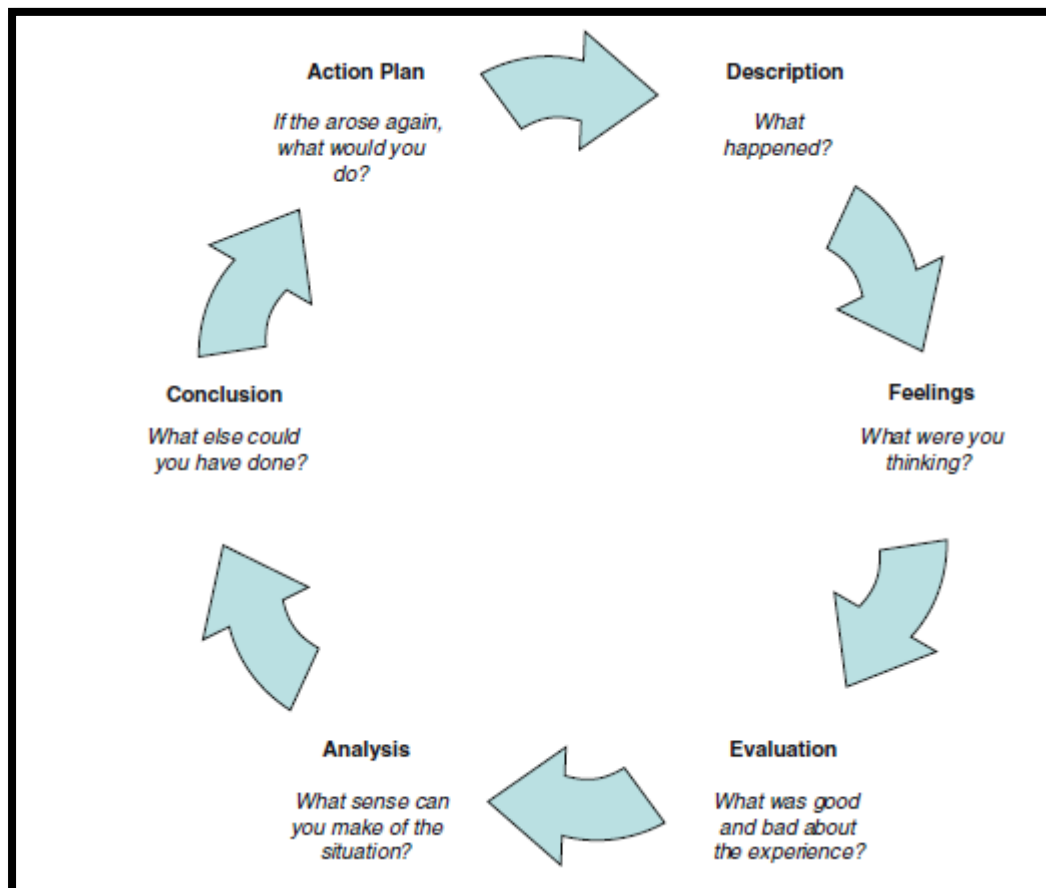 Action Plan
If the arose again,
what would you
do?
Description
What
happened?
Feelings
What were you
thinking?
Evaluation
What was good
and bad about
the experience?
Analysis
What sense can
you make of the
situation?
Conclusion
What else could
you have done?